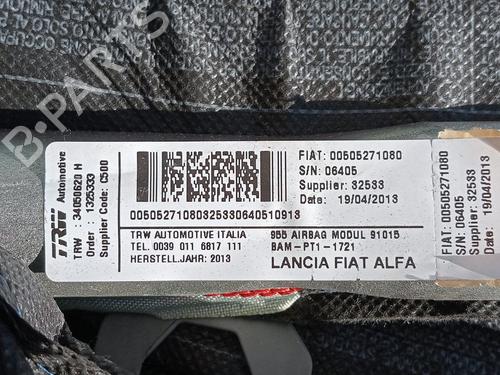 B-PARTS
TRW Automotive
TRW : 34050620 H
Order : 1325333
Supplier Code: C500
00505271080325330640510913
FIAT: 00505271080
S/N: 06405
Supplier: 32533
Date: 19/04/2013
TRW AUTOMOTIVE ITALIA
TEL. 0039 011 6817 111
HERSTELL.JAHR: 2013
955 AIRBAG MODUL 91015
BAM-PT1-1721
LANCIA FIAT ALFA
FIAT: 00505271080
S/N: 06405
Supplier: 32533
Date: 19/04/2013